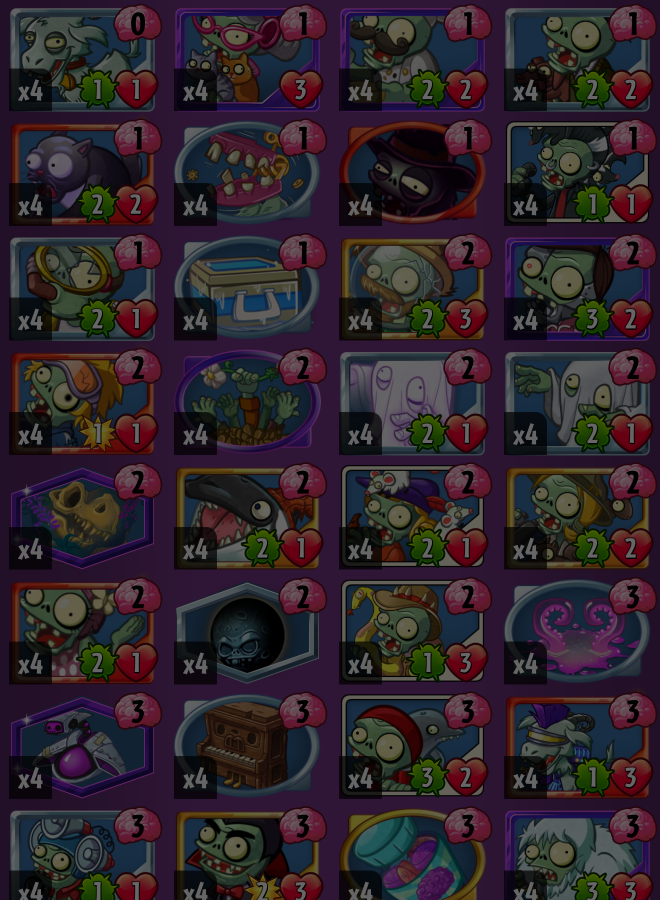 0 1 1 1
x4 1 1 x4 3 x4 2 2 x4 2 2
1 1 1 1
x4 2 2 x4 x4 x4 1 1
1 1 2 2
x4 2 1 x4 x4 2 3 x4 3 2
2 2 2 2
x4 1 1 x4 x4 2 1 x4 2 1
2 2 2 2
x4 x4 2 1 x4 2 1 x4 2 2
2 2 2 3
x4 2 1 x4 x4 1 3 x4
3 3 3 3
x4 x4 x4 3 2 x4 1 3
3 3 3 3
x4 1 1 x4 2 3 x4 x4 3 3